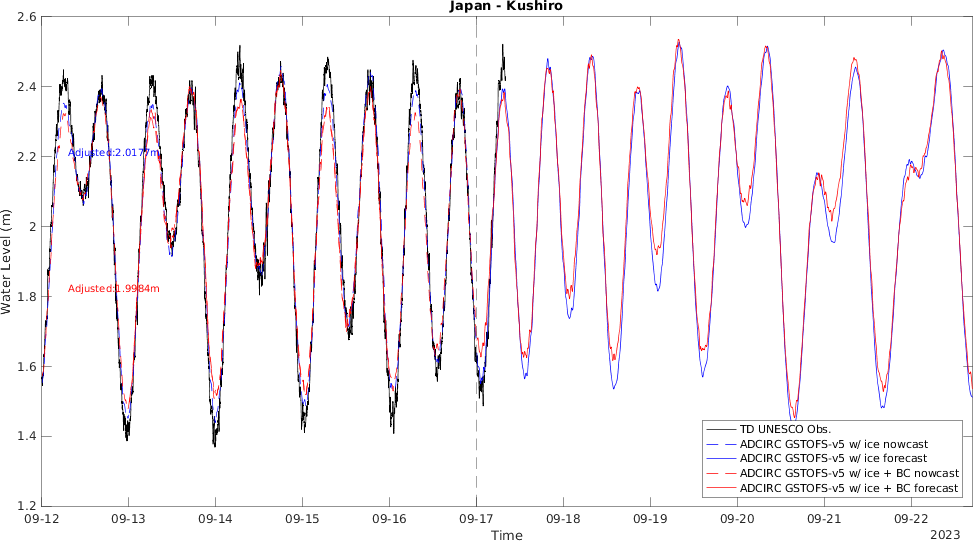 Japan - Kushiro
2.6
2.4
2.2
2
1.8
1.6
1.4
1.2
Water Level (m)
Adjusted:2.0177m
Adjusted:1.9984m
TD UNESCO Obs.
ADCIRC GSTOFS-v5 w/ ice nowcast
ADCIRC GSTOFS-v5 w/ ice forecast
ADCIRC GSTOFS-v5 w/ ice + BC nowcast
ADCIRC GSTOFS-v5 w/ ice + BC forecast
09-12 09-13 09-14 09-15 09-16 09-17 09-18 09-19 09-20 09-21 09-22
Time
2023